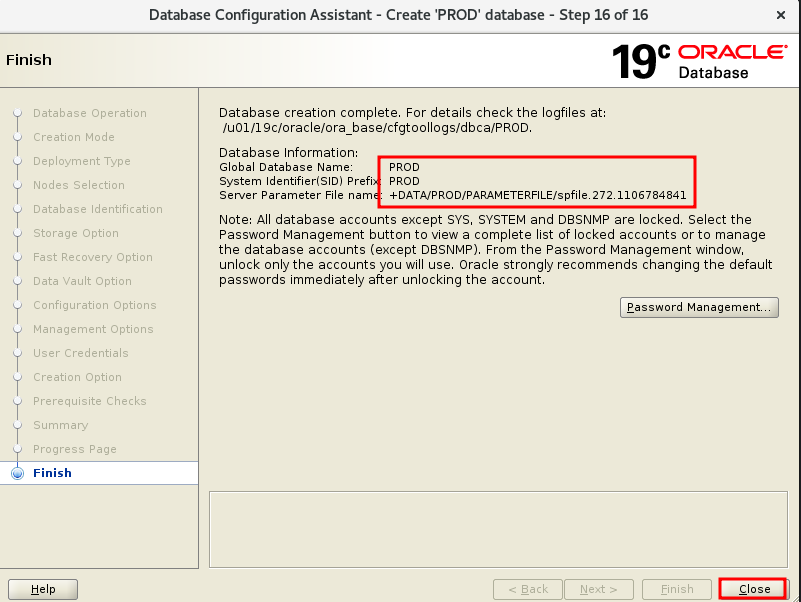 Database Configuration Assistant - Create 'PROD' database - Step 16 of 16
×
Finish
19c ORACLE
Database
Database Operation
Creation Mode
Deployment Type
Nodes Selection
Database Identification
Storage Option
Fast Recovery Option
Data Vault Option
Configuration Options
Management Options
User Credentials
Creation Option
Prerequisite Checks
Summary
Progress Page
Finish
Database creation complete. For details check the logfiles at:
/u01/19c/oracle/ora_base/cfgtoollogs/dbca/PROD.
Database Information:
Global Database Name: PROD
System Identifier(SID) Prefix: PROD
Server Parameter File name: +DATA/PROD/PARAMETERFILE/spfile.272.1106784841
Note: All database accounts except SYS, SYSTEM and DBSNMP are locked. Select the
Password Management button to view a complete list of locked accounts or to manage
the database accounts (except DBSNMP). From the Password Management window,
unlock only the accounts you will use. Oracle strongly recommends changing the default
passwords immediately after unlocking the account.
Password Management...
Help
< Back
Next >
Finish
Close